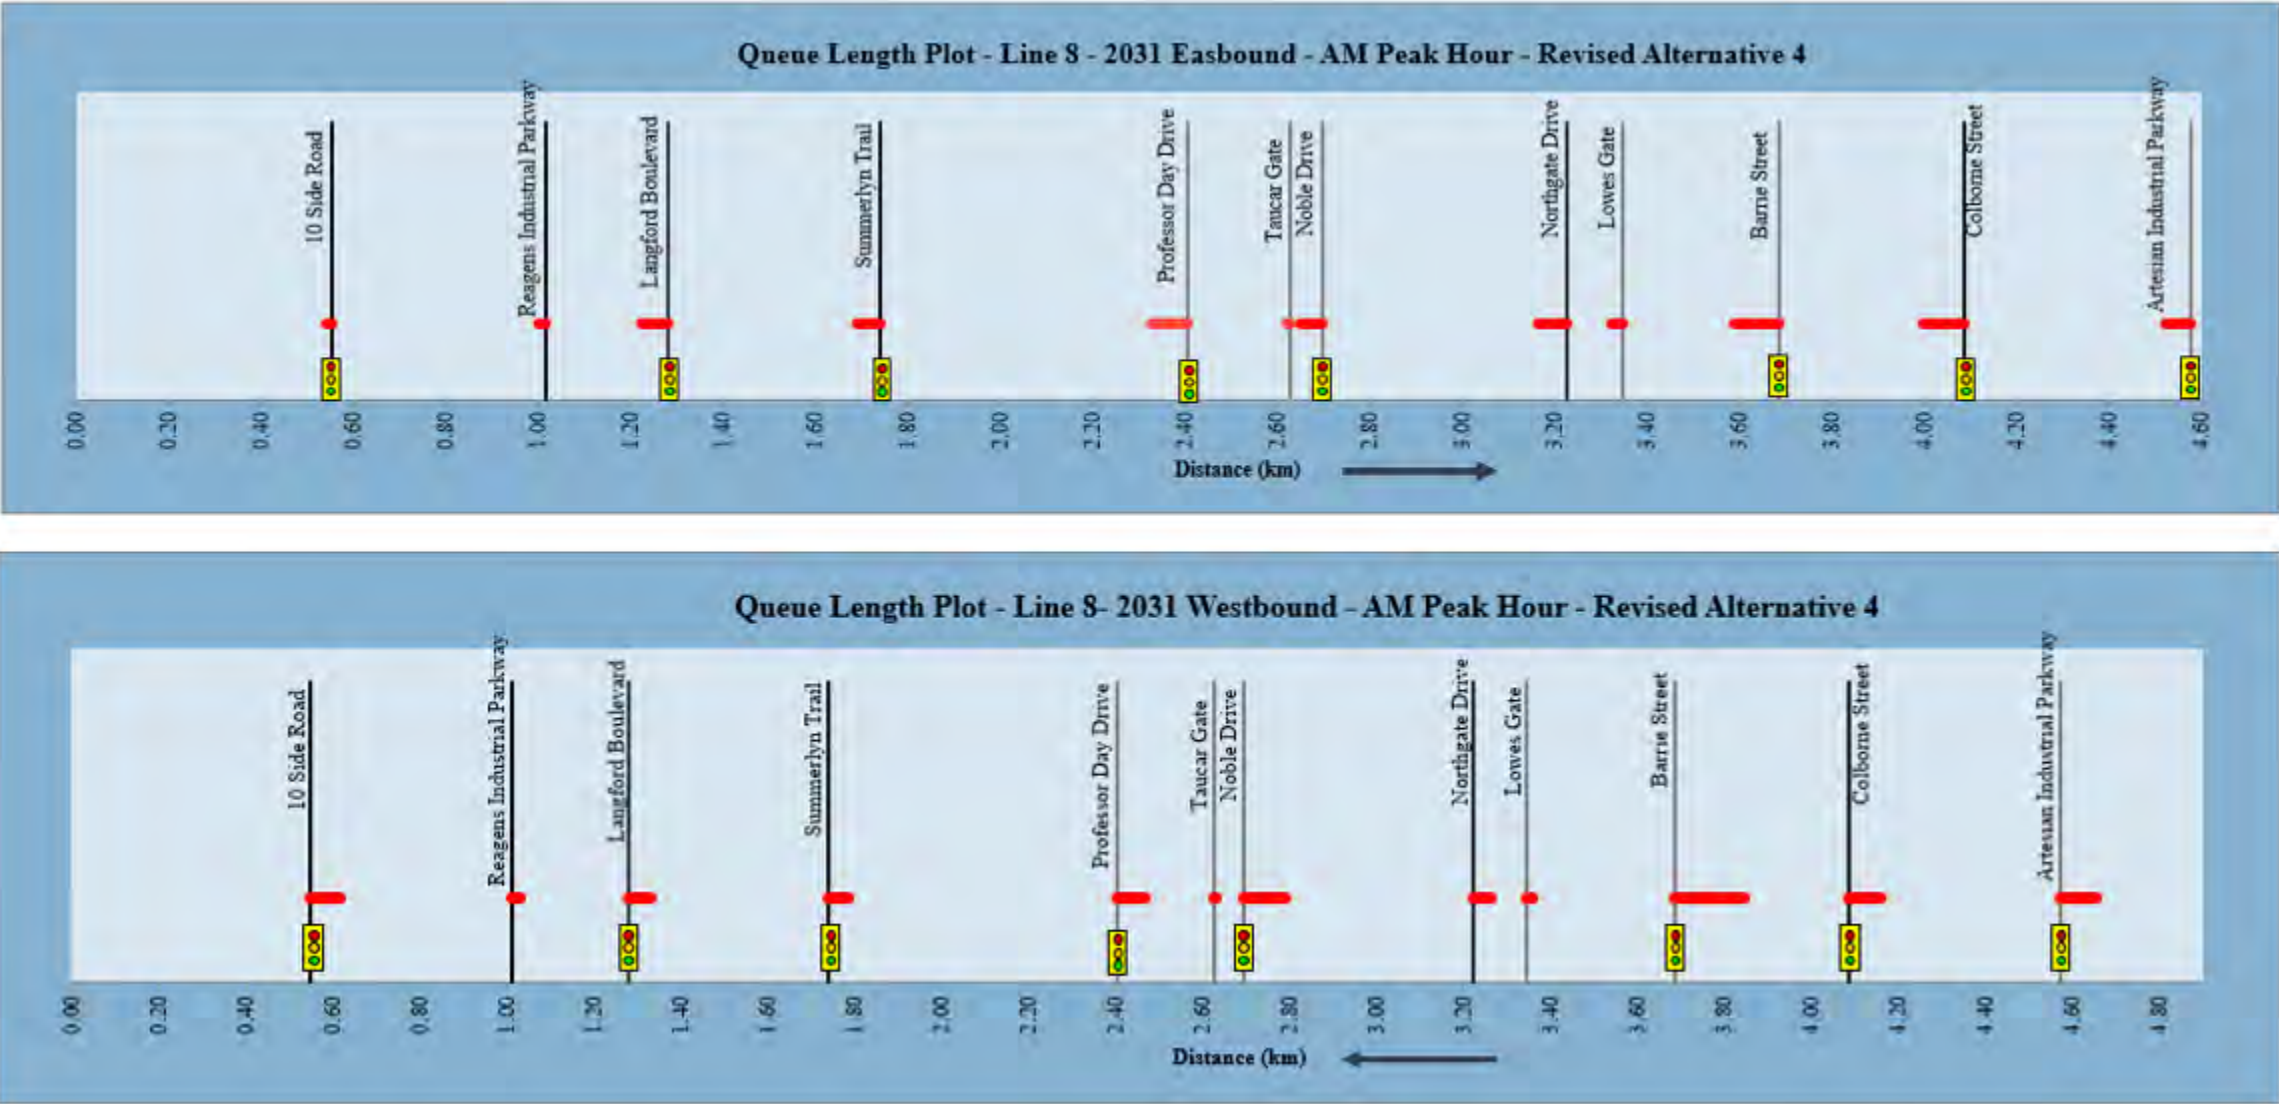 Queue Length Plot - Line 8 - 2031 Easbound - AM Peak Hour - Revised Alternative 4
10 Side Road
Reagens Industrial Parkway
Langford Boulevard
Summerlyn Trail
Professor Day Drive
Taucar Gate
Noble Drive
Northgate Drive
Lowes Gate
Barrie Street
Colborne Street
Artesian Industrial Parkway
0.00 0.20 0.40 0.60 0.80 1.00 1.20 1.40 1.60 1.80 2.00 2.20 2.40 2.60 2.80 3.00 3.20 3.40 3.60 3.80 4.00 4.20 4.40 4.60
Distance (km)
Queue Length Plot - Line 8- 2031 Westbound - AM Peak Hour - Revised Alternative 4
10 Side Road
Reagens Industrial Parkway
Langford Boulevard
Summerlyn Trail
Professor Day Drive
Taucar Gate
Noble Drive
Northgate Drive
Lowes Gate
Barrie Street
Colborne Street
Artesian Industrial Parkway
0.00 0.20 0.40 0.60 0.80 1.00 1.20 1.40 1.60 1.80 2.00 2.20 2.40 2.60 2.80 3.00 3.20 3.40 3.60 3.80 4.00 4.20 4.40 4.60 4.80
Distance (km)